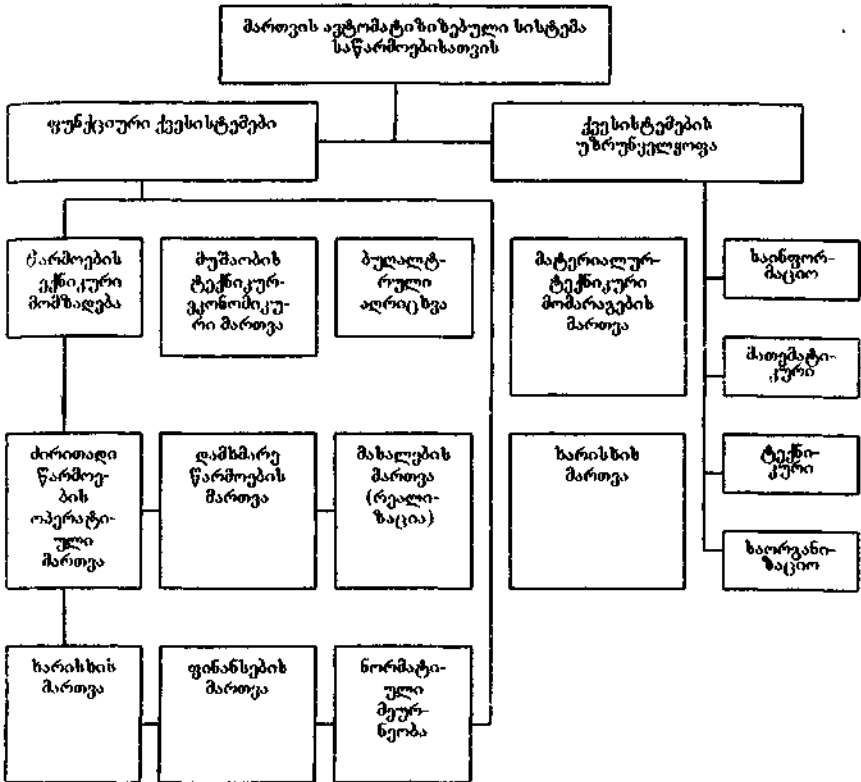 მართვის ავტომატიზიზებული სისტემა
საწარმოებისათვის
ფუნქციური ქვესისტემები
ქვესისტემების
უზრუნველყოფა
წარმოების
ტექნიკური
მომზადება
მუშაობის
ტექნიკურ-
ეკონომიკუ-
რი მართვა
ბუღალტ-
რული
აღრიცხვა
მატერიალურ-
ტექნიკური
მომარაგების
მართვა
საინფორ-
მაციო
მათემატი-
კური
ძირითადი
წარმოე-
ბის
ოპერატი-
ული
მართვა
დამხმარე
წარმოების
მართვა
მასალების
მართვა
(რეალი-
ზაცია)
ხარისხის
მართვა
ტექნი-
კური
საორგანი-
ზაციო
ხარისხის
მართვა
ფინანსების
მართვა
ნორმატი-
ული
მეურ-
ნეობა